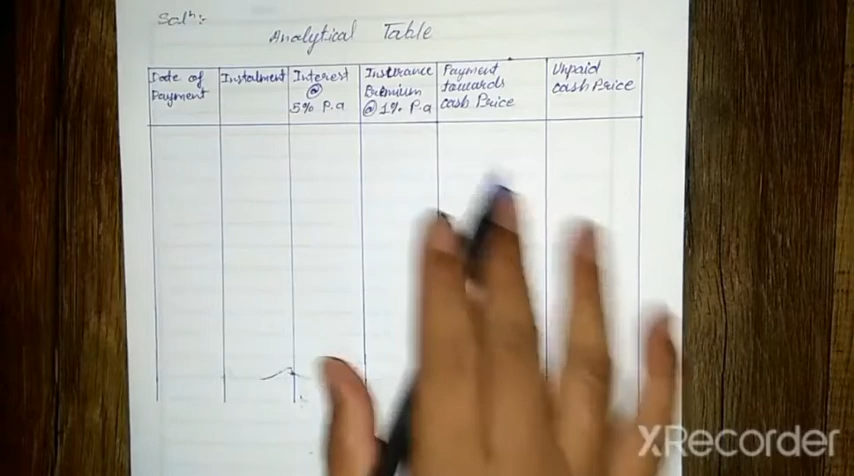 Solⁿ:
Analytical Table
Date of Payment
Instalment
Interest @ 5% P.a
Insurance Premium @ 1% P.a
Payment towards cash Price
Unpaid cash Price
XRecorder